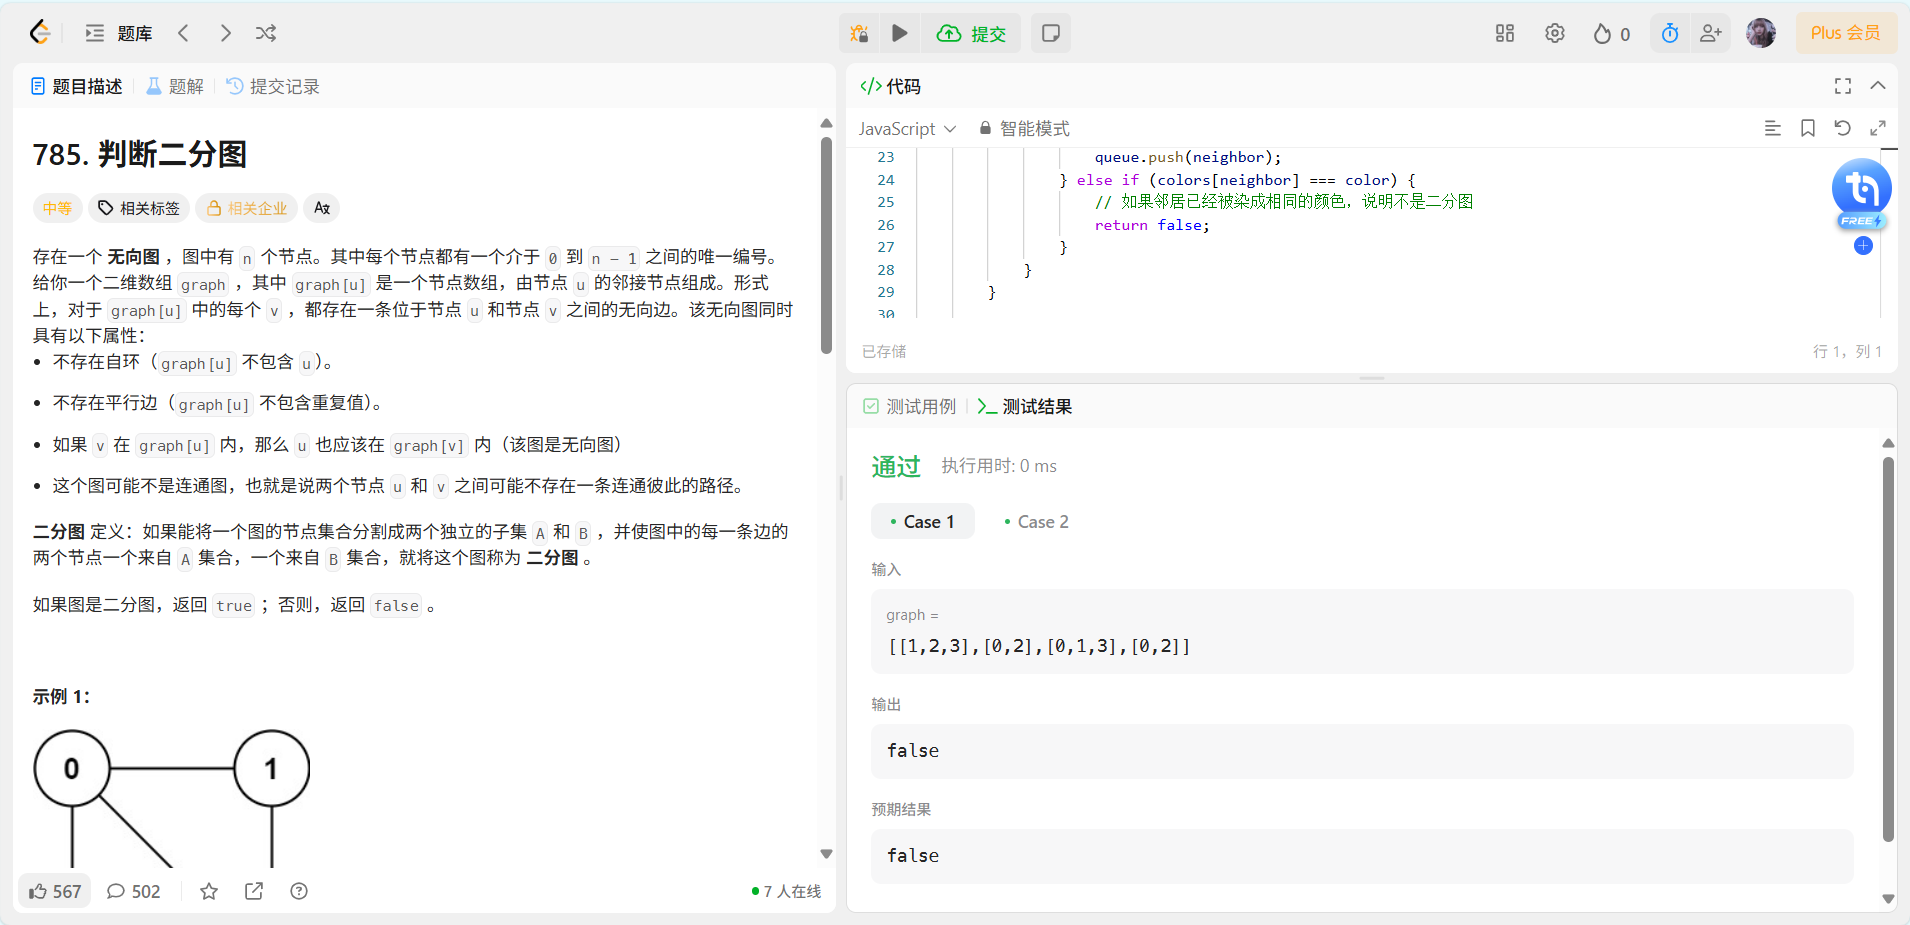 题库
提交
0
Plus 会员
题目描述
题解
提交记录
785. 判断二分图
中等
相关标签
相关企业
存在一个 无向图 ，图中有 n 个节点。其中每个节点都有一个介于 0 到 n - 1 之间的唯一编号。
给你一个二维数组 graph ，其中 graph[u] 是一个节点数组，由节点 u 的邻接节点组成。形式
上，对于 graph[u] 中的每个 v ，都存在一条位于节点 u 和节点 v 之间的无向边。该无向图同时
具有以下属性：
• 不存在自环（graph[u] 不包含 u）。
• 不存在平行边（graph[u] 不包含重复值）。
• 如果 v 在 graph[u] 内，那么 u 也应该在 graph[v] 内（该图是无向图）
• 这个图可能不是连通图，也就是说两个节点 u 和 v 之间可能不存在一条连通彼此的路径。
二分图 定义：如果能将一个图的节点集合分割成两个独立的子集 A 和 B ，并使图中的每一条边的
两个节点一个来自 A 集合，一个来自 B 集合，就将这个图称为 二分图 。
如果图是二分图，返回 true ；否则，返回 false 。
示例 1：
0
1
567
502
7 人在线
</> 代码
JavaScript
智能模式
23 queue.push(neighbor);
24 } else if (colors[neighbor] === color) {
25 // 如果邻居已经被染成相同的颜色，说明不是二分图
26 return false;
27 }
28 }
29 }
30
FREE
已存储
行 1，列 1
测试用例
测试结果
通过
执行用时: 0 ms
• Case 1
• Case 2
输入
graph =
[[1,2,3],[0,2],[0,1,3],[0,2]]
输出
false
预期结果
false